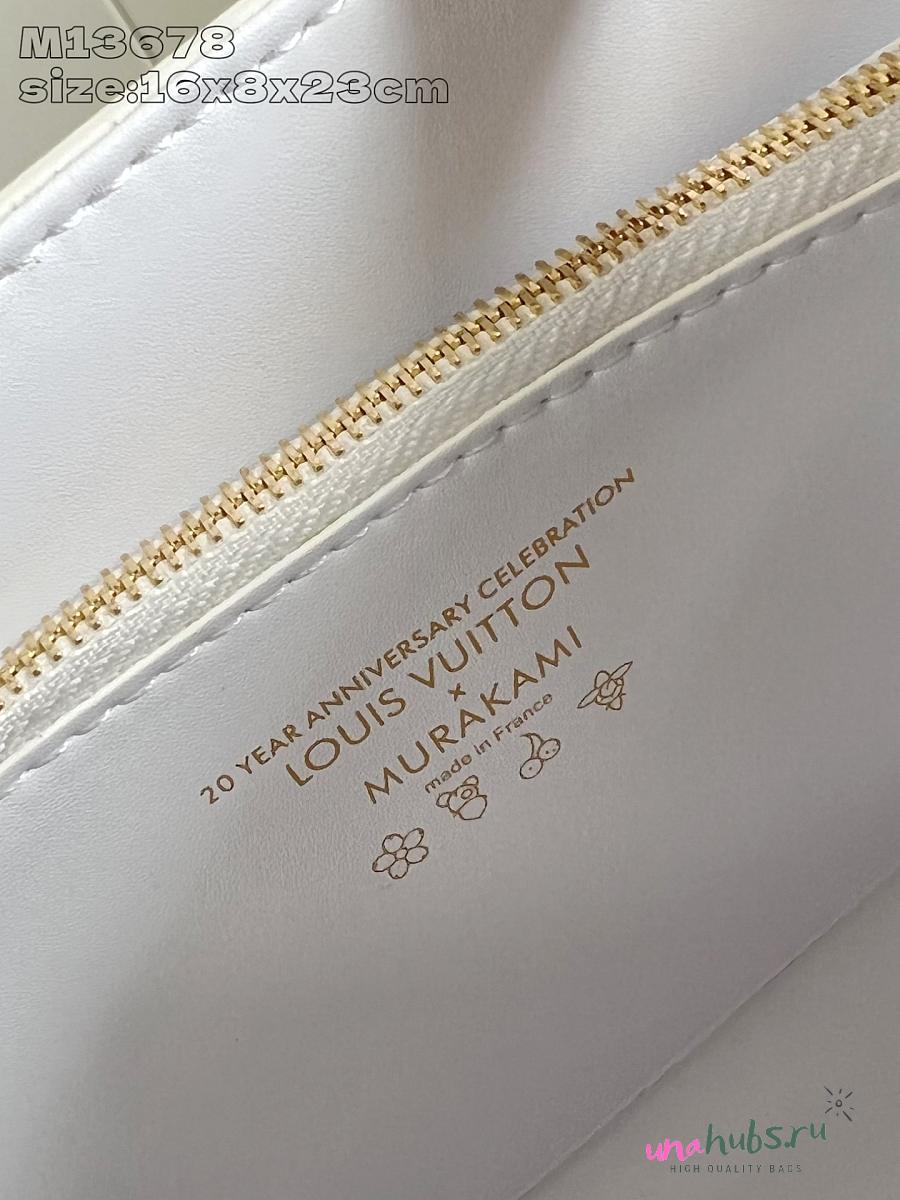 M13678
size:16x8x23cm
20 YEAR ANNIVERSARY CELEBRATION
LOUIS VUITTON
x
MURAKAMI
made in France
unahubs.ru
HIGH QUALITY BAGS